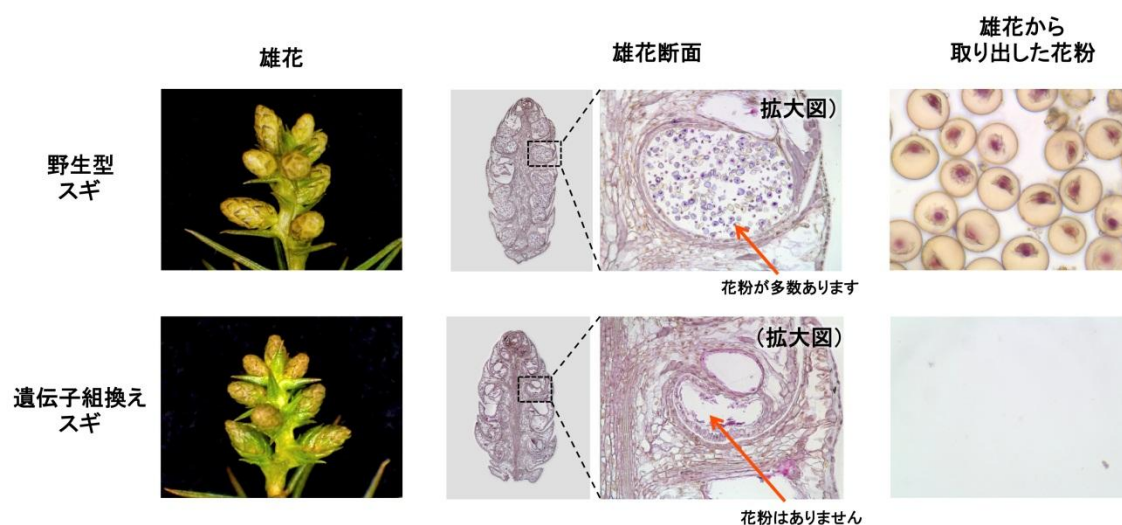 雄花
雄花断面
雄花から
取り出した花粉
野生型
スギ
拡大図）
花粉が多数あります
遺伝子組換え
スギ
（拡大図）
花粉はありません